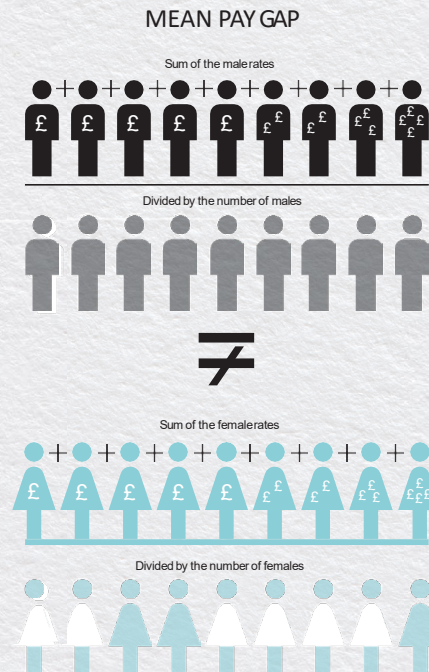 MEAN PAY GAP
Sum of the male rates
+ + + + + + + +
£ £ £ £ £ £ £ £ £ £ £ £ £ £ £ £
Divided by the number of males
≠
Sum of the female rates
+ + + + + + + +
£ £ £ £ £ £ £ £ £ £ £ £ £ £ £ £
Divided by the number of females